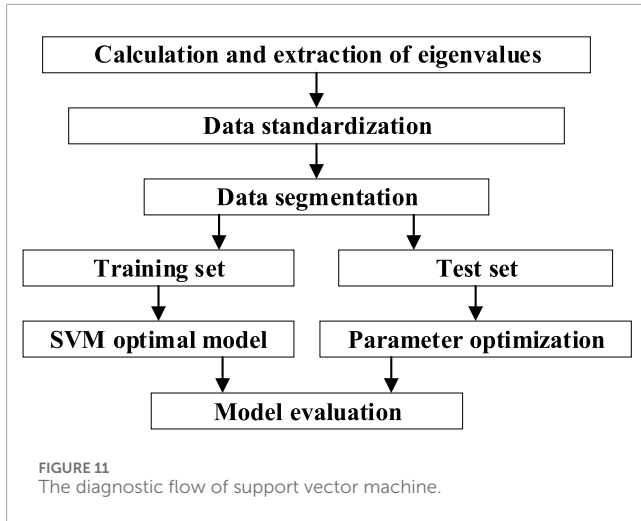 Calculation and extraction of eigenvalues
Data standardization
Data segmentation
Training set
Test set
SVM optimal model
Parameter optimization
Model evaluation
FIGURE 11
The diagnostic flow of support vector machine.